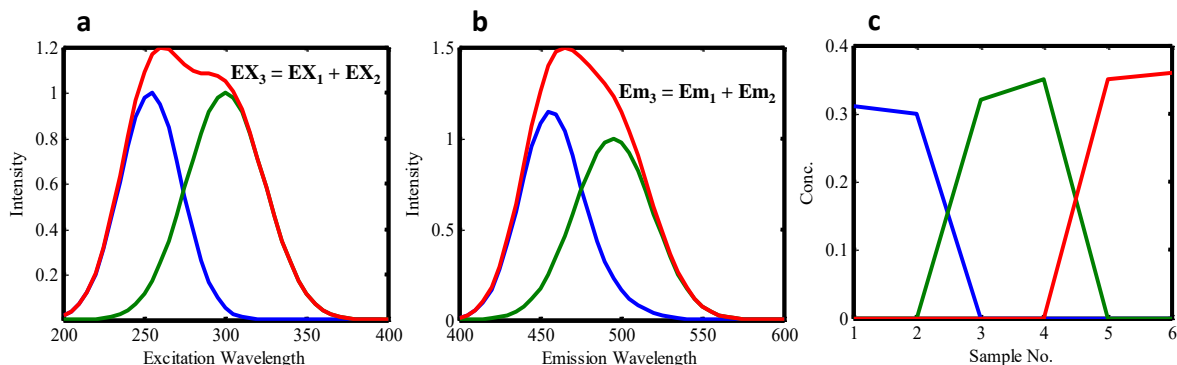 a
1.2
1
0.8
0.6
0.4
0.2
200
250
300
350
400
Intensity
Excitation Wavelength
EX3 = EX1 + EX2
b
1.5
1
0.5
0
400
450
500
550
600
Intensity
Emission Wavelength
Em3 = Em1 + Em2
c
0.4
0.3
0.2
0.1
0
1
2
3
4
5
6
Conc.
Sample No.